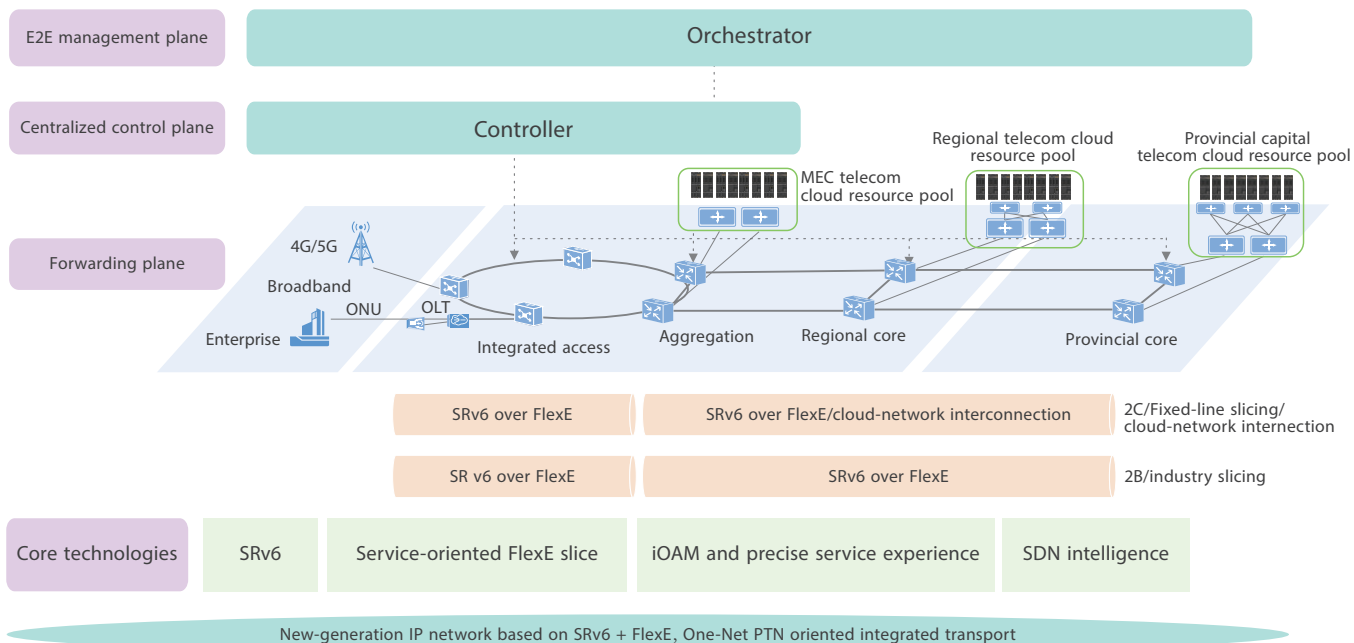 E2E management plane
Orchestrator
Centralized control plane
Controller
MEC telecom
cloud resource pool
Regional telecom cloud
resource pool
Provincial capital
telecom cloud resource pool
Forwarding plane
4G/5G
Broadband
ONU
OLT
Enterprise
Integrated access
Aggregation
Regional core
Provincial core
SRv6 over FlexE
SRv6 over FlexE/cloud-network interconnection
2C/Fixed-line slicing/
cloud-network internection
SR v6 over FlexE
SRv6 over FlexE
2B/industry slicing
Core technologies
SRv6
Service-oriented FlexE slice
iOAM and precise service experience
SDN intelligence
New-generation IP network based on SRv6 + FlexE, One-Net PTN oriented integrated transport